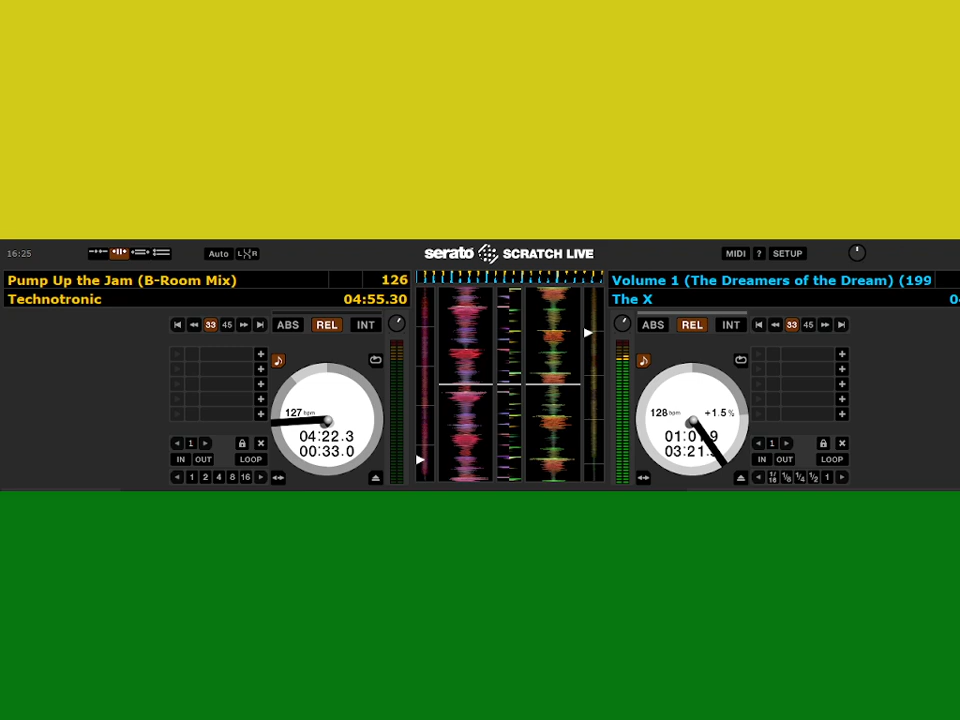 16:25
Auto
L R
serato SCRATCH LIVE
MIDI ? SETUP
Pump Up the Jam (B-Room Mix) 126
Technotronic 04:55.30
Volume 1 (The Dreamers of the Dream) (199
The X
33 45
ABS REL INT
127 bpm
04:22.3
00:33.0
1
IN OUT LOOP
1 2 4 8 16
ABS REL INT
33 45
128 bpm +1.5 %
1
IN OUT LOOP
1/16 1/8 1/4 1/2 1